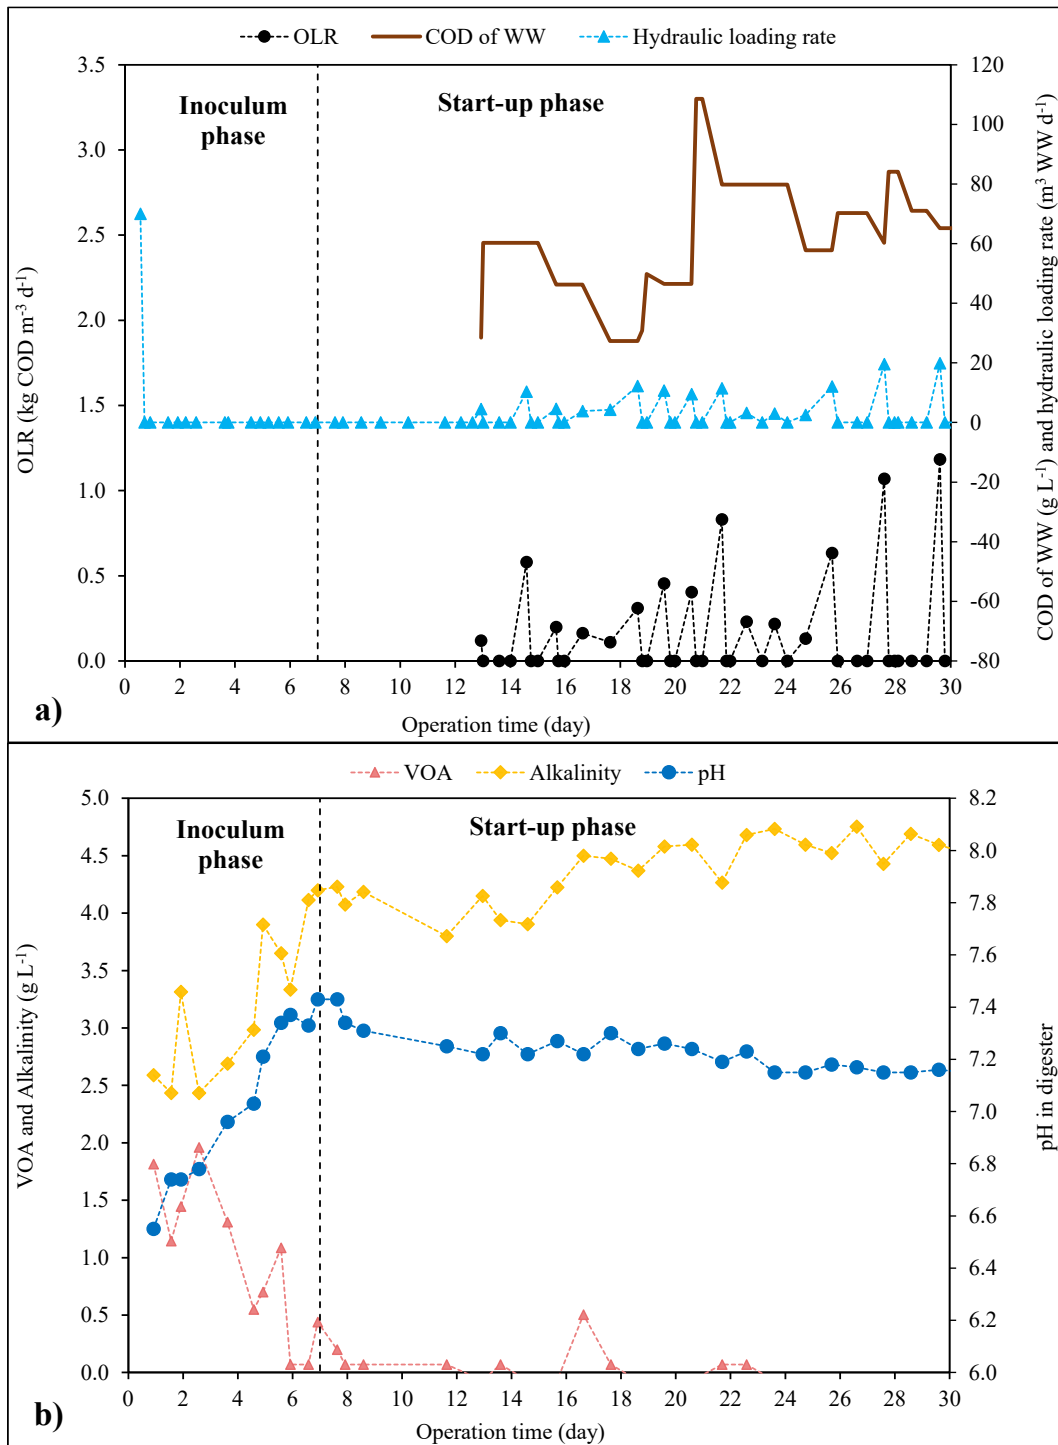 OLR COD of WW Hydraulic loading rate
3.5 120
Inoculum phase Start-up phase
3.0 100
2.5 80
2.0 60
1.5 40
1.0 20
0.5 0
0.0 -20
-40
-60
-80
OLR (kg COD m⁻³ d⁻¹)
COD of WW (g L⁻¹) and hydraulic loading rate (m³ WW d⁻¹)
0 2 4 6 8 10 12 14 16 18 20 22 24 26 28 30
Operation time (day)
a)
VOA Alkalinity pH
5.0 8.2
Inoculum phase Start-up phase
4.5 8.0
4.0 7.8
3.5 7.6
3.0 7.4
2.5 7.2
2.0 7.0
1.5 6.8
1.0 6.6
0.5 6.4
0.0 6.2
6.0
VOA and Alkalinity (g L⁻¹)
pH in digester
0 2 4 6 8 10 12 14 16 18 20 22 24 26 28 30
Operation time (day)
b)